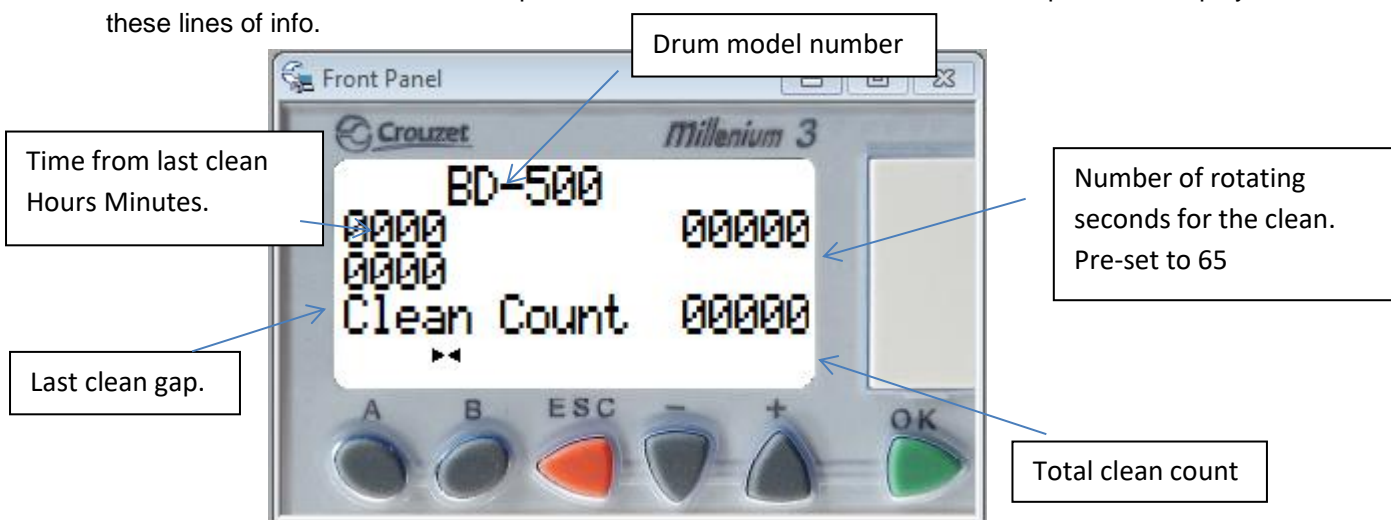 these lines of info.
Drum model number
Front Panel
Crouzet
Millenium 3
Time from last clean
Hours Minutes.
BD-500
0000
00000
Number of rotating
seconds for the clean.
Pre-set to 65
0000
Clean Count 00000
Last clean gap.
A B ESC - + OK
Total clean count